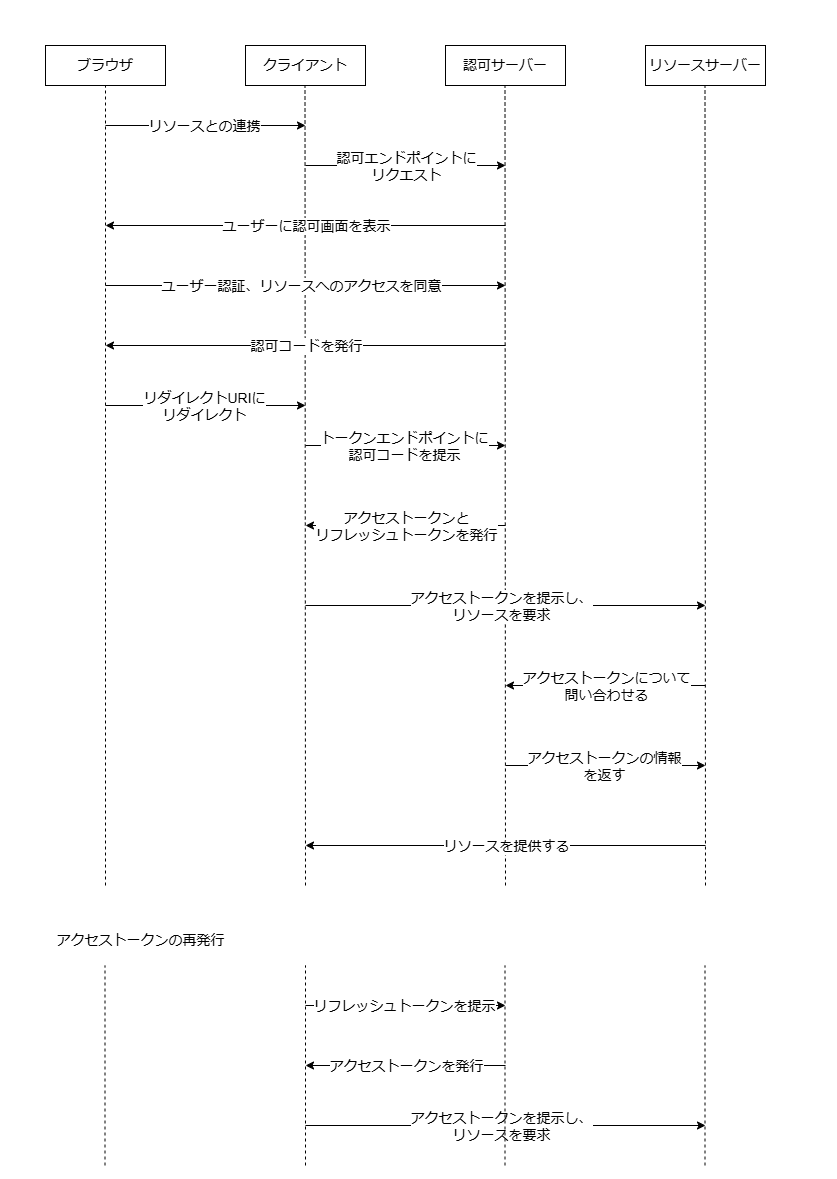 ブラウザ
クライアント
認可サーバー
リソースサーバー
リソースとの連携
認可エンドポイントに
リクエスト
ユーザーに認可画面を表示
ユーザー認証、リソースへのアクセスを同意
認可コードを発行
リダイレクトURIに
リダイレクト
トークンエンドポイントに
認可コードを提示
アクセストークンと
リフレッシュトークンを発行
アクセストークンを提示し、
リソースを要求
アクセストークンについて
問い合わせる
アクセストークンの情報
を返す
リソースを提供する
アクセストークンの再発行
リフレッシュトークンを提示
アクセストークンを発行
アクセストークンを提示し、
リソースを要求